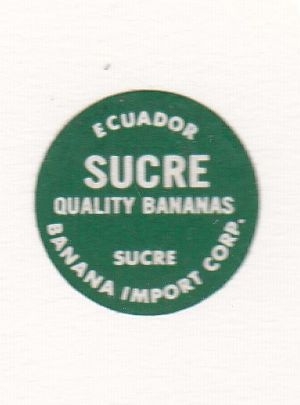 ECUADOR
SUCRE
QUALITY BANANAS
SUCRE
BANANA IMPORT CORP.